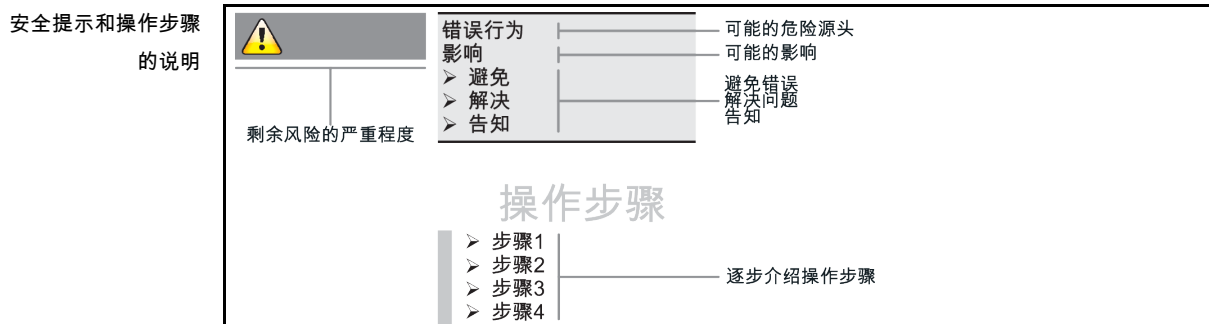 安全提示和操作步骤
的说明
剩余风险的严重程度
错误行为
影响
➢ 避免
➢ 解决
➢ 告知
可能的危险源头
可能的影响
避免错误
解决问题
告知
操作步骤
➢ 步骤1
➢ 步骤2
➢ 步骤3
➢ 步骤4
逐步介绍操作步骤